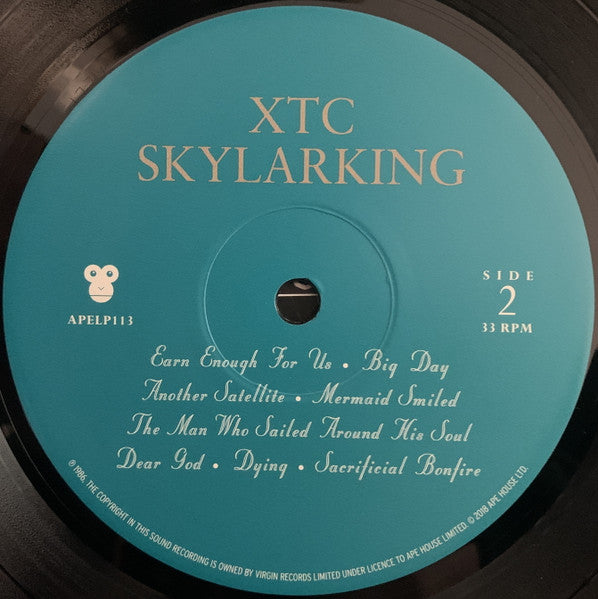 XTC
SKYLARKING
APELP113
SIDE
2
33 RPM
Earn Enough For Us • Big Day
Another Satellite • Mermaid Smiled
The Man Who Sailed Around His Soul
Dear God • Dying • Sacrificial Bonfire
℗ 1986. THE COPYRIGHT IN THIS SOUND RECORDING IS OWNED BY VIRGIN RECORDS LIMITED UNDER LICENCE TO APE HOUSE LIMITED. © 2018 APE HOUSE LTD.